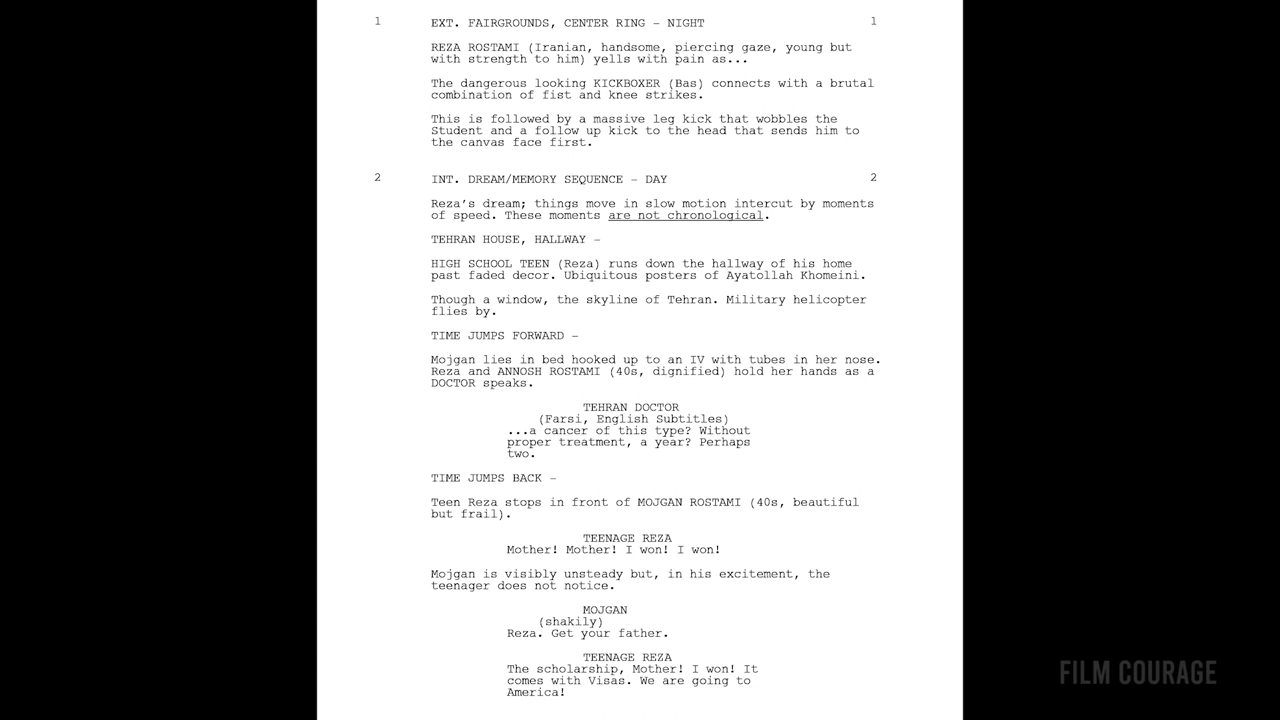 1 EXT. FAIRGROUNDS, CENTER RING – NIGHT 1
REZA ROSTAMI (Iranian, handsome, piercing gaze, young but
with strength to him) yells with pain as...
The dangerous looking KICKBOXER (Bas) connects with a brutal
combination of fist and knee strikes.
This is followed by a massive leg kick that wobbles the
Student and a follow up kick to the head that sends him to
the canvas face first.
2 INT. DREAM/MEMORY SEQUENCE – DAY 2
Reza's dream; things move in slow motion intercut by moments
of speed. These moments are not chronological.
TEHRAN HOUSE, HALLWAY –
HIGH SCHOOL TEEN (Reza) runs down the hallway of his home
past faded decor. Ubiquitous posters of Ayatollah Khomeini.
Though a window, the skyline of Tehran. Military helicopter
flies by.
TIME JUMPS FORWARD –
Mojgan lies in bed hooked up to an IV with tubes in her nose.
Reza and ANNOSH ROSTAMI (40s, dignified) hold her hands as a
DOCTOR speaks.
TEHRAN DOCTOR
(Farsi, English Subtitles)
...a cancer of this type? Without
proper treatment, a year? Perhaps
two.
TIME JUMPS BACK –
Teen Reza stops in front of MOJGAN ROSTAMI (40s, beautiful
but frail).
TEENAGE REZA
Mother! Mother! I won! I won!
Mojgan is visibly unsteady but, in his excitement, the
teenager does not notice.
MOJGAN
(shakily)
Reza. Get your father.
TEENAGE REZA
The scholarship, Mother! I won! It
comes with Visas. We are going to
America!
FILM COURAGE